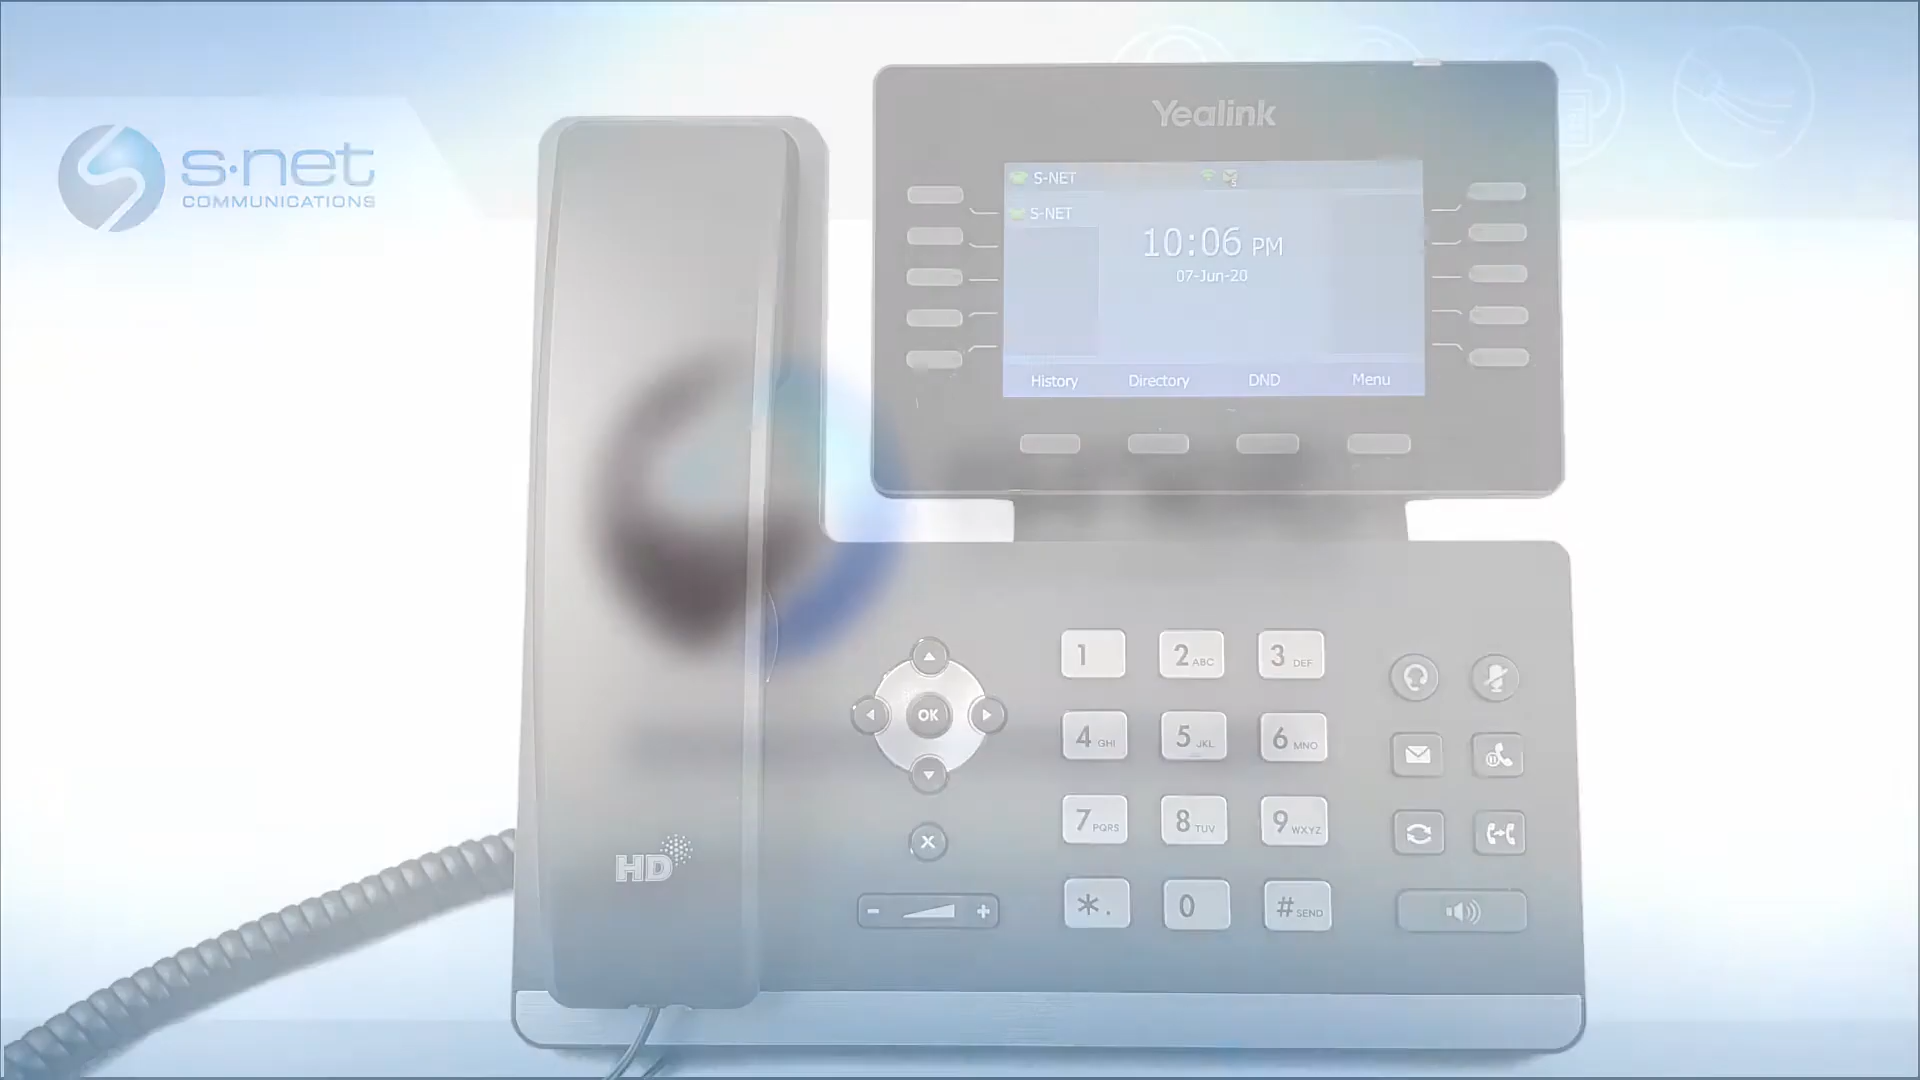 s·net
COMMUNICATIONS
Yealink
S-NET
S-NET
10:06 PM
07-Jun-20
History Directory DND Menu
1 2 ABC 3 DEF
OK
4 GHI 5 JKL 6 MNO
7 PQRS 8 TUV 9 WXYZ
X
HD
- +
*. 0 # SEND